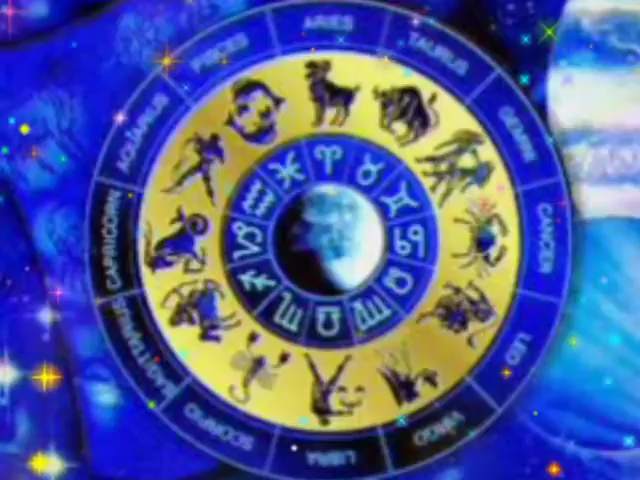 ARIES
TAURUS
GEMINI
CANCER
LEO
VIRGO
LIBRA
SCORPIO
SAGITTARIUS
CAPRICORN
AQUARIUS
PISCES